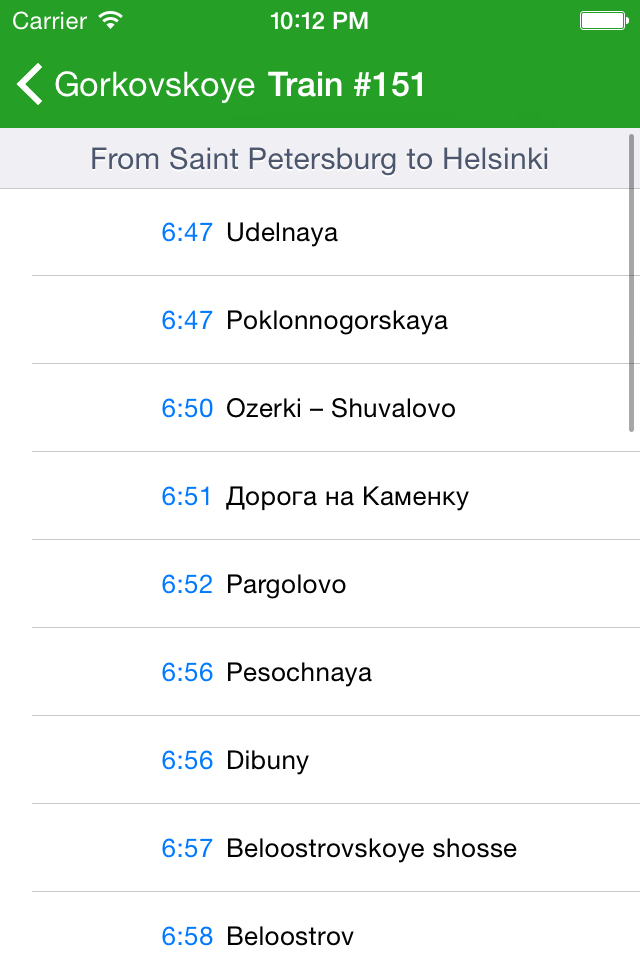 Carrier 10:12 PM
Gorkovskoye Train #151
From Saint Petersburg to Helsinki
6:47 Udelnaya
6:47 Poklonnogorskaya
6:50 Ozerki – Shuvalovo
6:51 Дорога на Каменку
6:52 Pargolovo
6:56 Pesochnaya
6:56 Dibuny
6:57 Beloostrovskoye shosse
6:58 Beloostrov